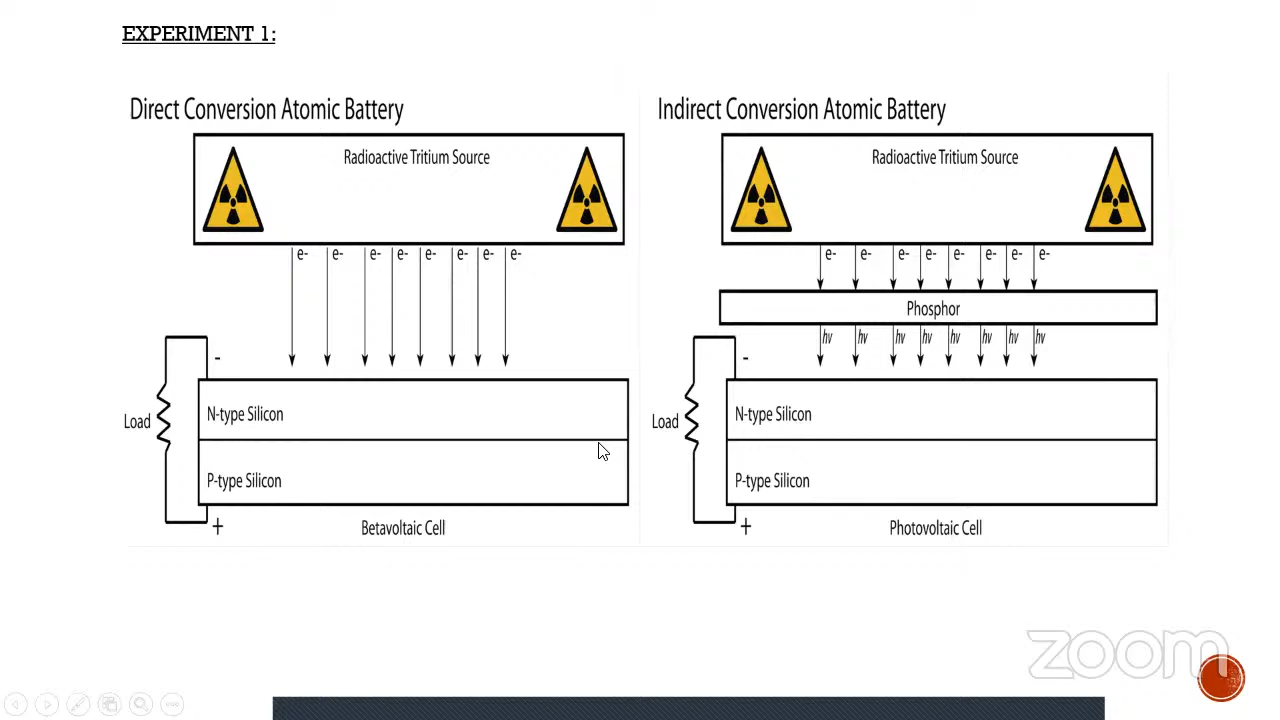 EXPERIMENT 1:
Direct Conversion Atomic Battery
Radioactive Tritium Source
e- e- e- e- e- e- e- e-
-
Load
N-type Silicon
P-type Silicon
+
Betavoltaic Cell
Indirect Conversion Atomic Battery
Radioactive Tritium Source
e- e- e- e- e- e- e- e-
Phosphor
hv hv hv hv hv hv hv hv
-
Load
N-type Silicon
P-type Silicon
+
Photovoltaic Cell
zoom